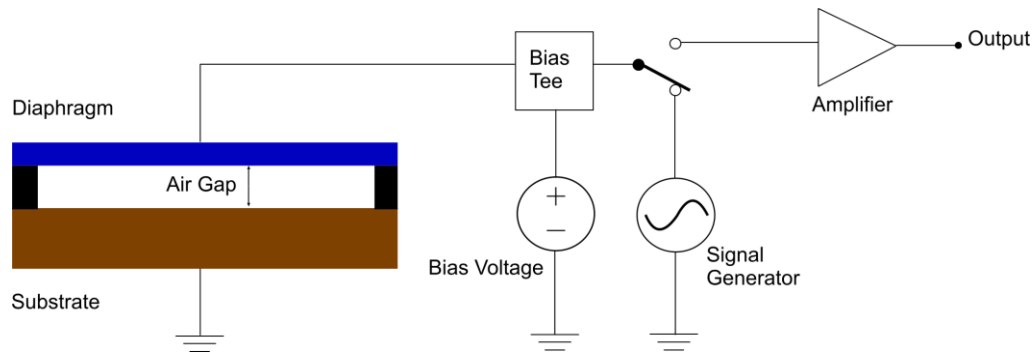 Bias
Tee
Output
Amplifier
Diaphragm
Air Gap
+
−
Bias Voltage
Signal
Generator
Substrate